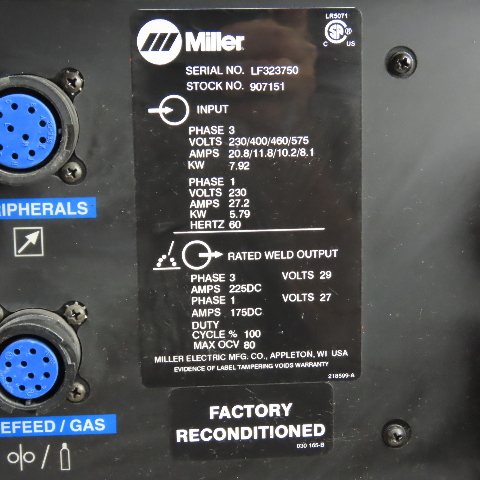 LR5071
Miller
SA
C US
SERIAL NO. LF323750
STOCK NO. 907151
INPUT
PHASE 3
VOLTS 230/400/460/575
AMPS 20.8/11.8/10.2/8.1
KW 7.92
PHASE 1
VOLTS 230
AMPS 27.2
KW 5.79
HERTZ 60
RATED WELD OUTPUT
PHASE 3 VOLTS 29
AMPS 225DC
PHASE 1 VOLTS 27
AMPS 175DC
DUTY
CYCLE % 100
MAX OCV 80
MILLER ELECTRIC MFG. CO., APPLETON, WI USA
EVIDENCE OF LABEL TAMPERING VOIDS WARRANTY
218599-A
FACTORY
RECONDITIONED
030 165-B
IPHERALS
EFEED / GAS